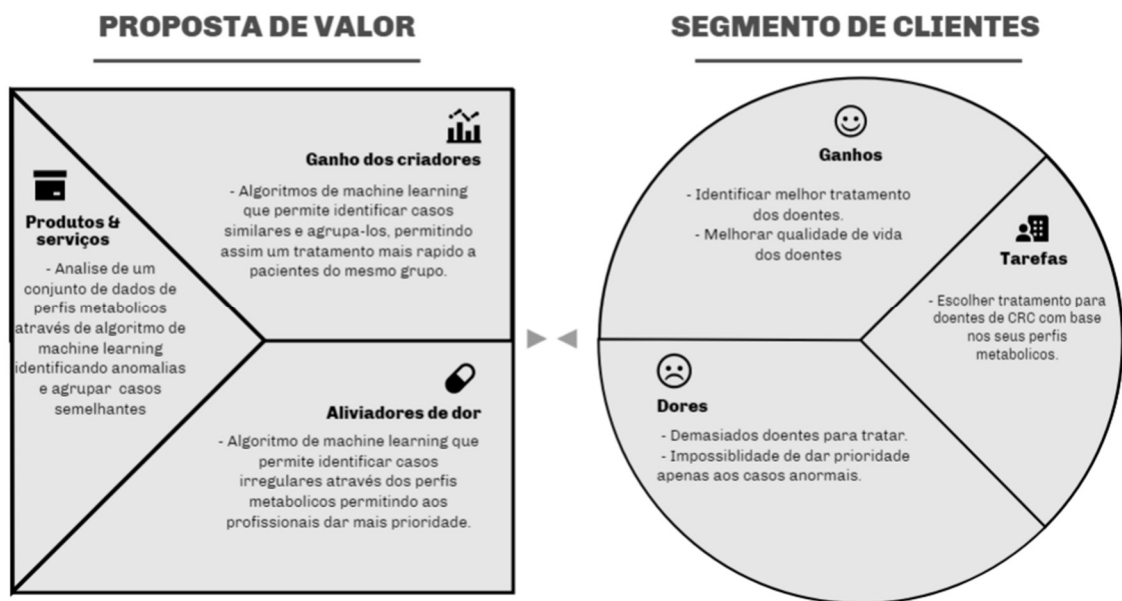 PROPOSTA DE VALOR
Produtos &
serviços
- Analise de um
conjunto de dados de
perfis metabolicos
através de algoritmo de
machine learning
identificando anomalias
e agrupar casos
semelhantes
Ganho dos criadores
- Algoritmos de machine learning
que permite identificar casos
similares e agrupa-los, permitindo
assim um tratamento mais rapido a
pacientes do mesmo grupo.
Aliviadores de dor
- Algoritmo de machine learning que
permite identificar casos
irregulares através dos perfis
metabolicos permitindo aos
profissionais dar mais prioridade.
SEGMENTO DE CLIENTES
Ganhos
- Identificar melhor tratamento
dos doentes.
- Melhorar qualidade de vida
dos doentes
Tarefas
- Escolher tratamento para
doentes de CRC com base
nos seus perfis
metabolicos.
Dores
- Demasiados doentes para tratar.
- Impossiblidade de dar prioridade
apenas aos casos anormais.